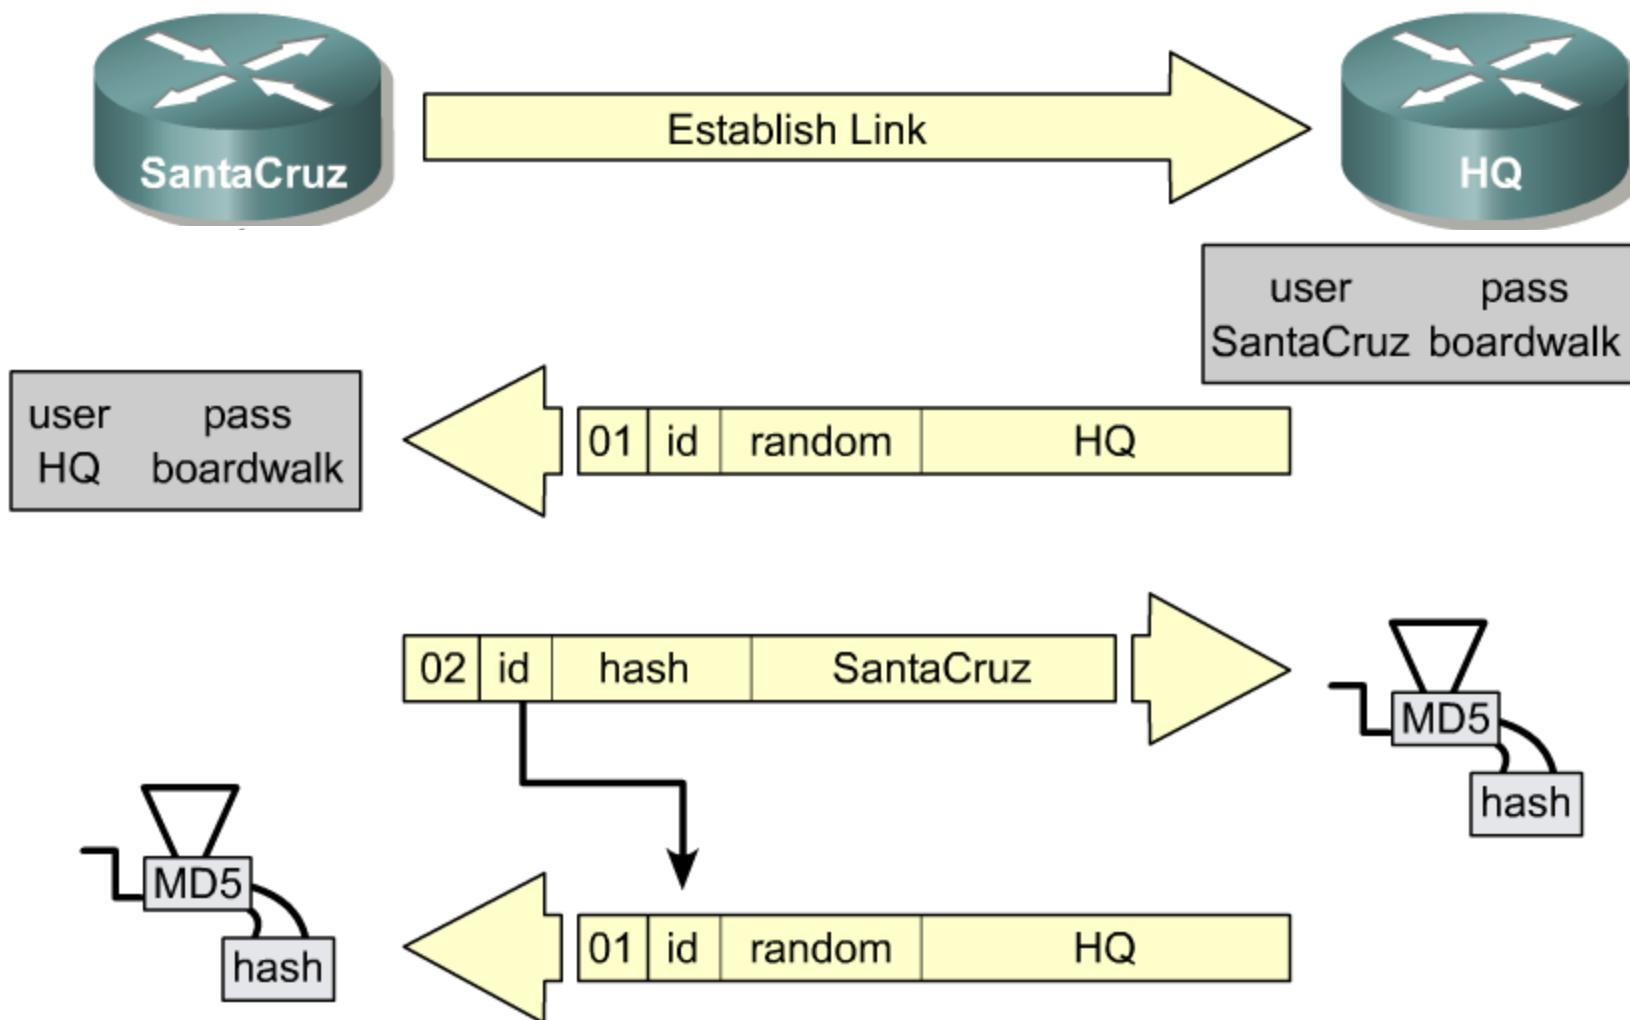 Establish Link
SantaCruz
HQ
user pass
SantaCruz boardwalk
user pass
HQ boardwalk
01 id random HQ
02 id hash SantaCruz
MD5
hash
MD5
hash
01 id random HQ